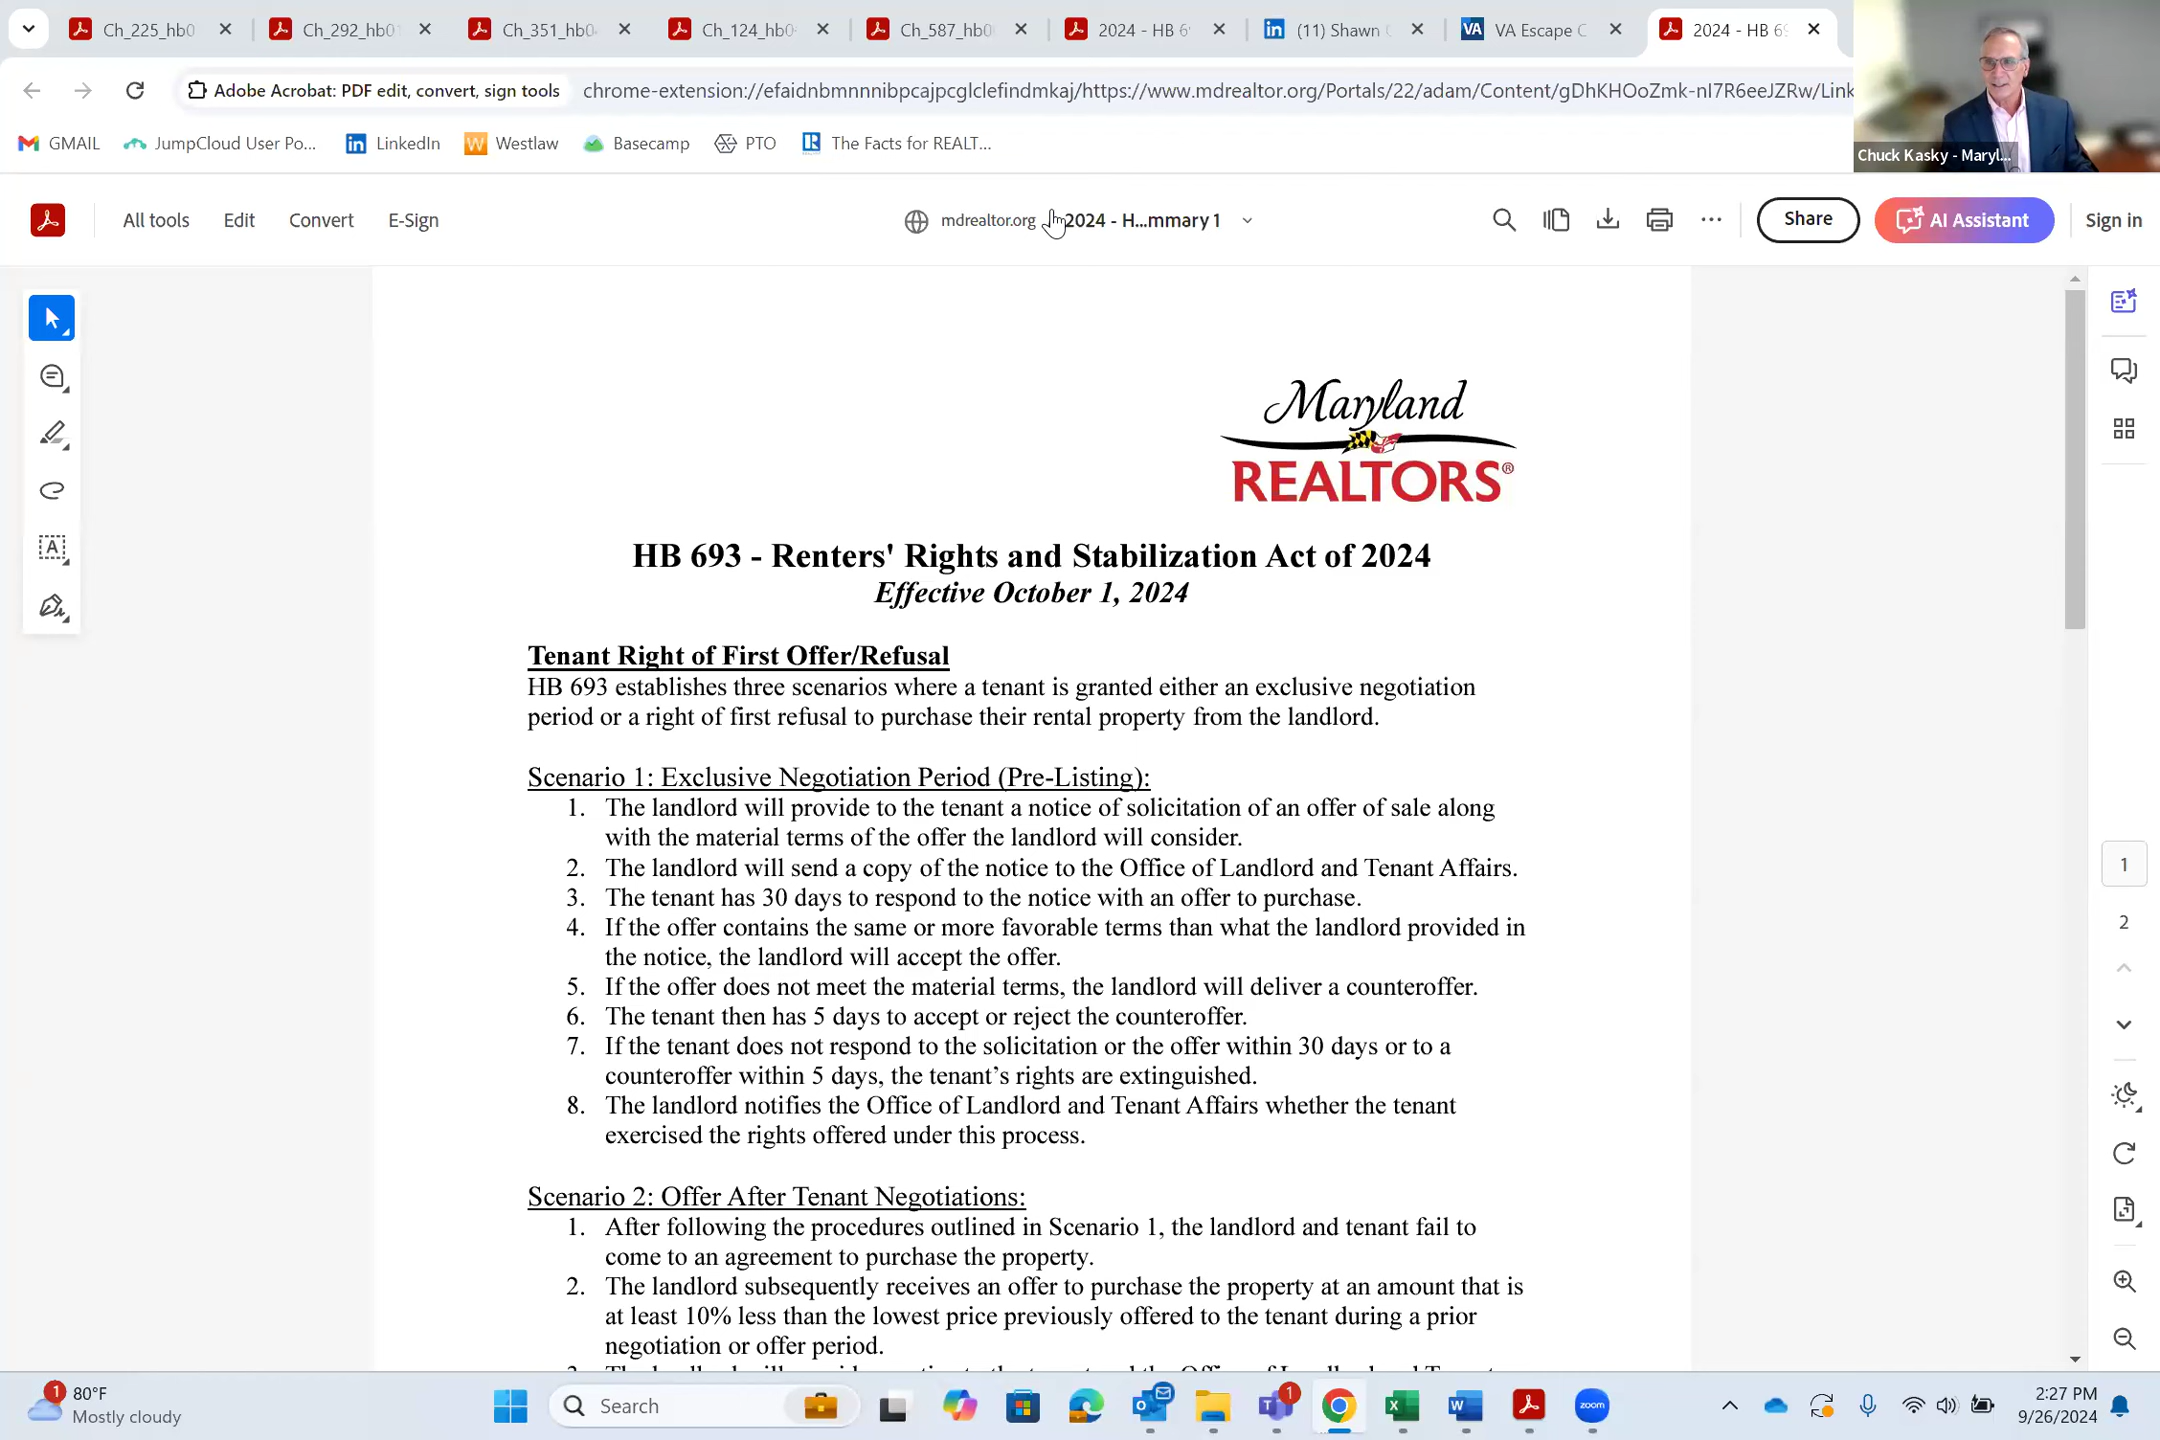 Ch_225_hb0
Ch_292_hb0
Ch_351_hb0
Ch_124_hb0
Ch_587_hb0
2024 - HB 6
(11) Shawn
VA Escape C
2024 - HB 69
Adobe Acrobat: PDF edit, convert, sign tools
chrome-extension://efaidnbmnnnibpcajpcglclefindmkaj/https://www.mdrealtor.org/Portals/22/adam/Content/gDhKHOoZmk-nI7R6eeJZRw/Link
GMAIL
JumpCloud User Po...
LinkedIn
Westlaw
Basecamp
PTO
The Facts for REALT...
Chuck Kasky - Maryl...
All tools
Edit
Convert
E-Sign
mdrealtor.org
2024 - H...mmary 1
Share
AI Assistant
Sign in
Maryland
REALTORS®
HB 693 - Renters' Rights and Stabilization Act of 2024
Effective October 1, 2024
Tenant Right of First Offer/Refusal
HB 693 establishes three scenarios where a tenant is granted either an exclusive negotiation
period or a right of first refusal to purchase their rental property from the landlord.
Scenario 1: Exclusive Negotiation Period (Pre-Listing):
1. The landlord will provide to the tenant a notice of solicitation of an offer of sale along
with the material terms of the offer the landlord will consider.
2. The landlord will send a copy of the notice to the Office of Landlord and Tenant Affairs.
3. The tenant has 30 days to respond to the notice with an offer to purchase.
4. If the offer contains the same or more favorable terms than what the landlord provided in
the notice, the landlord will accept the offer.
5. If the offer does not meet the material terms, the landlord will deliver a counteroffer.
6. The tenant then has 5 days to accept or reject the counteroffer.
7. If the tenant does not respond to the solicitation or the offer within 30 days or to a
counteroffer within 5 days, the tenant’s rights are extinguished.
8. The landlord notifies the Office of Landlord and Tenant Affairs whether the tenant
exercised the rights offered under this process.
Scenario 2: Offer After Tenant Negotiations:
1. After following the procedures outlined in Scenario 1, the landlord and tenant fail to
come to an agreement to purchase the property.
2. The landlord subsequently receives an offer to purchase the property at an amount that is
at least 10% less than the lowest price previously offered to the tenant during a prior
negotiation or offer period.
1
2
1
80°F
Mostly cloudy
Search
1
zoom
2:27 PM
9/26/2024